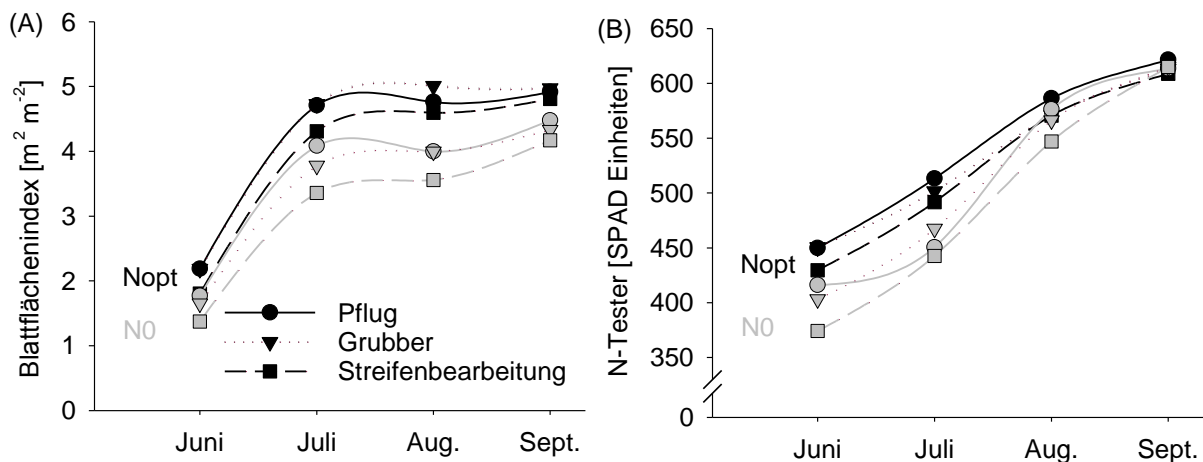 (A)
Blattflächenindex [m² m⁻²]
6
5
4
3
2
1
0
Nopt
N0
Pflug
Grubber
Streifenbearbeitung
Juni Juli Aug. Sept.
(B)
N-Tester [SPAD Einheiten]
650
600
550
500
450
400
350
0
Nopt
N0
Juni Juli Aug. Sept.